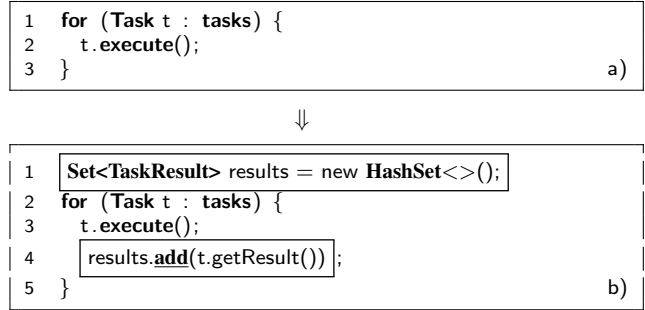 1 for (Task t : tasks) {
2 t.execute();
3 }
a)
⇓
1 Set<TaskResult> results = new HashSet<>();
2 for (Task t : tasks) {
3 t.execute();
4 results.add(t.getResult());
5 }
b)